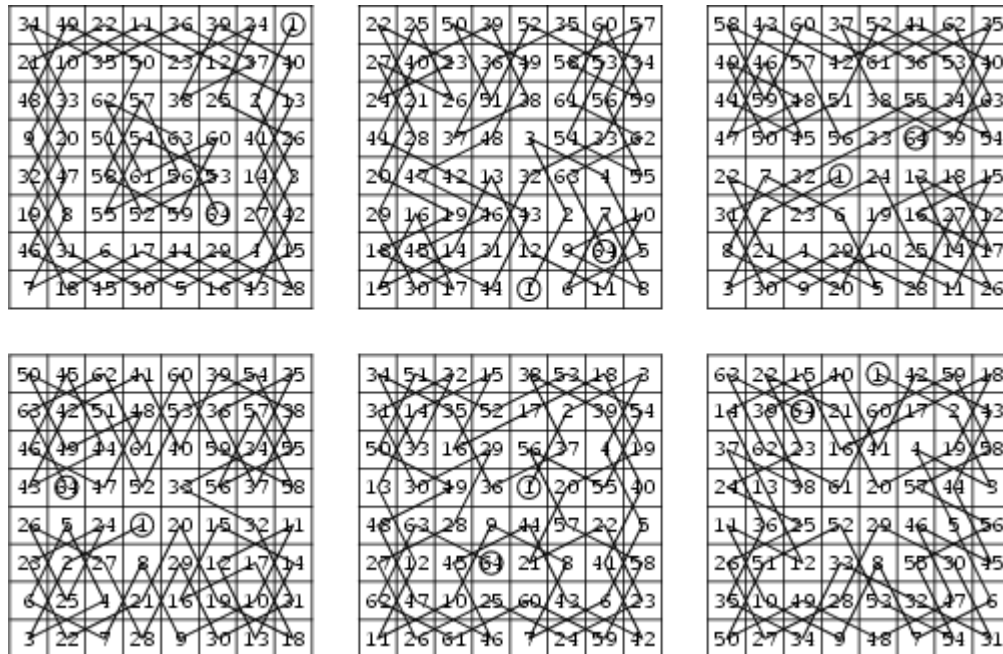 34 49 22 11 36 39 24 1
21 10 35 50 23 12 37 40
48 33 62 57 38 25 2 13
9 20 51 54 63 60 41 26
32 47 58 61 56 53 14 3
19 8 55 52 59 64 27 42
46 31 6 17 44 29 4 15
7 18 45 30 5 16 43 28
22 25 50 39 52 35 60 57
27 40 23 36 49 58 53 34
24 21 26 51 38 61 56 59
41 28 37 48 3 54 33 62
20 47 42 13 32 63 4 55
29 16 19 46 43 2 7 10
18 45 14 31 12 9 64 5
15 30 17 44 1 6 11 8
58 43 60 37 52 41 62 35
49 46 57 42 61 36 53 40
44 59 48 51 38 55 34 63
47 50 45 56 33 64 39 54
22 7 32 1 24 13 18 15
31 2 23 6 19 16 27 12
8 21 4 29 10 25 14 17
3 30 9 20 5 28 11 26
50 45 62 41 60 39 54 35
63 42 51 48 53 36 57 38
46 49 44 61 40 59 34 55
43 64 47 52 33 56 37 58
26 5 24 1 20 15 32 11
23 2 27 8 29 12 17 14
6 25 4 21 16 19 10 31
3 22 7 28 9 30 13 18
34 51 32 15 38 53 18 3
31 14 35 52 17 2 39 54
50 33 16 29 56 37 4 19
13 30 49 36 1 20 55 40
48 63 28 9 44 57 22 5
27 12 45 64 21 8 41 58
62 47 10 25 60 43 6 23
11 26 61 46 7 24 59 42
63 22 15 40 1 42 59 18
14 39 64 21 60 17 2 43
37 62 23 16 41 4 19 58
24 13 38 61 20 57 44 3
11 36 25 52 29 46 5 56
26 51 12 33 8 55 30 45
35 10 49 28 53 32 47 6
50 27 34 9 48 7 54 31